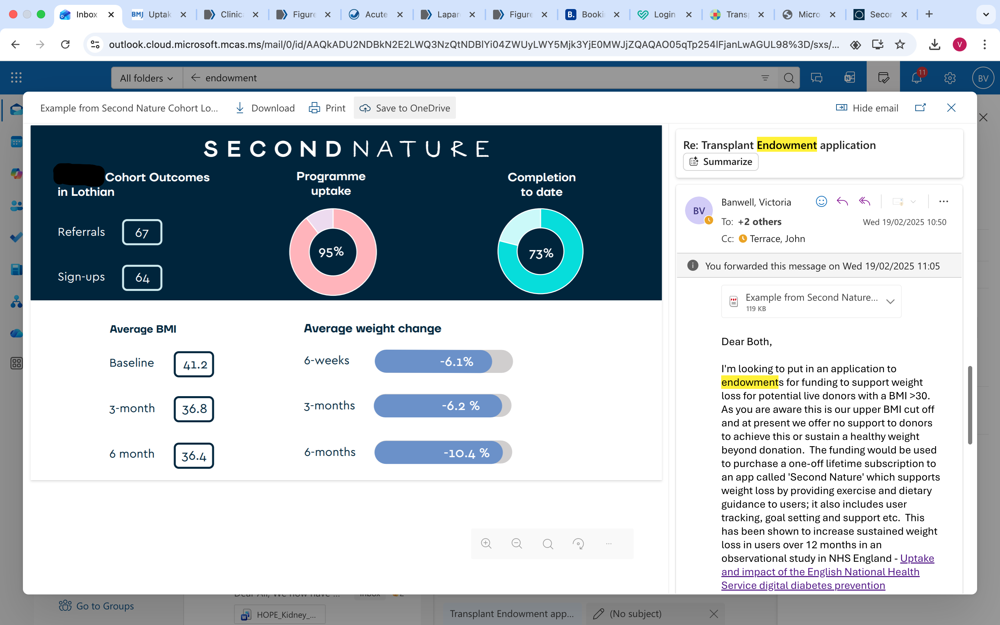 Inbox
Uptak
Clinic
Figure
Acute
Lapar
Figure
Booki
Login
Trans
Micro
Secon
outlook.cloud.microsoft.mcas.ms/mail/0/id/AAQkADU2NDBkN2E2LWQ3NzQtNDBlYi04ZWUyLWY5Mjk3YjE0MWJjZQAQAO05qTp254lFjanLwAGUL98%3D/sxs/...
V
All folders
endowment
11
BV
Example from Second Nature Cohort Lo...
Download
Print
Save to OneDrive
Hide email
SECOND NATURE
Cohort Outcomes
in Lothian
Referrals 67
Sign-ups 64
Programme
uptake
95%
Completion
to date
73%
Average BMI
Baseline 41.2
3-month 36.8
6 month 36.4
Average weight change
6-weeks -6.1%
3-months -6.2 %
6-months -10.4 %
Re: Transplant Endowment application
Summarize
BV
Banwell, Victoria
To: +2 others
Wed 19/02/2025 10:50
Cc: Terrace, John
You forwarded this message on Wed 19/02/2025 11:05
Example from Second Nature...
119 KB
Dear Both,
I'm looking to put in an application to
endowments for funding to support weight
loss for potential live donors with a BMI >30.
As you are aware this is our upper BMI cut off
and at present we offer no support to donors
to achieve this or sustain a healthy weight
beyond donation.  The funding would be used
to purchase a one-off lifetime subscription to
an app called 'Second Nature' which supports
weight loss by providing exercise and dietary
guidance to users; it also includes user
tracking, goal setting and support etc.  This
has been shown to increase sustained weight
loss in users over 12 months in an
observational study in NHS England - Uptake
and impact of the English National Health
Service digital diabetes prevention
Go to Groups
HOPE_Kidney_...
Transplant Endowment app...
(No subject)